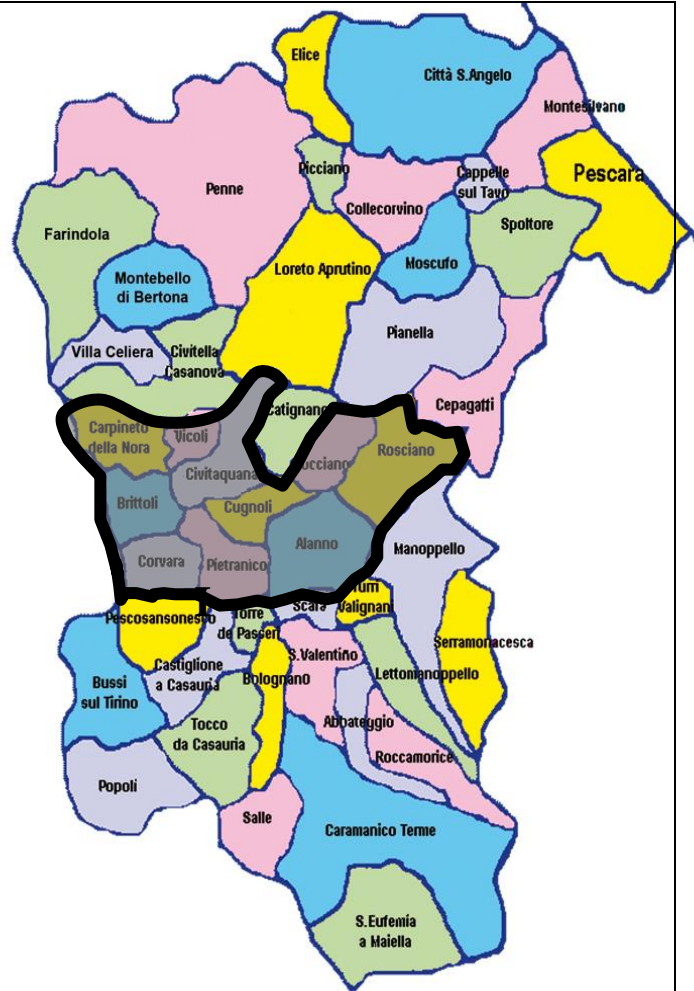 Elice
Città S.Angelo
Montesilvano
Picciano
Cappelle
sul Tavo
Pescara
Penne
Collecorvino
Spoltore
Farindola
Montebello
di Bertona
Loreto Aprutino
Moscufo
Pianella
Villa Celiera
Civitella
Casanova
Catignano
Cepagatti
Carpineto
della Nora
Vicoli
Rosciano
Civitaquana
Brittoli
Cugnoli
Alanno
Manoppello
Corvara
Pietranico
Turri
Valignan
Scafa
Pescosansonesco
Torre
de Passeri
Serramonacesca
S.Valentino
Castiglione
a Casauria
Bolognano
Lettomanoppello
Bussi
sul Tirino
Abbateggio
Tocco
da Casauria
Roccamorice
Popoli
Salle
Caramanico Terme
S.Eufemia
a Maiella